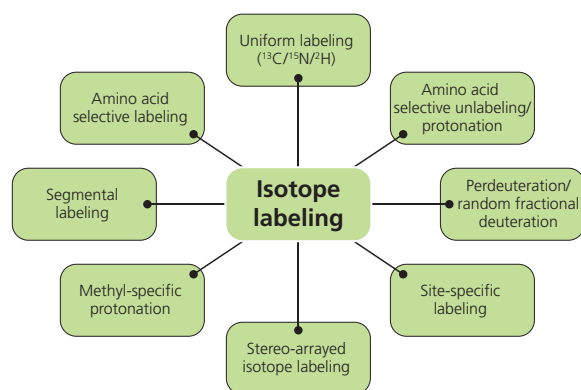 Uniform labeling
(¹³C/¹⁵N/²H)
Amino acid
selective labeling
Amino acid
selective unlabeling/
protonation
Segmental
labeling
Isotope
labeling
Perdeuteration/
random fractional
deuteration
Methyl-specific
protonation
Site-specific
labeling
Stereo-arrayed
isotope labeling